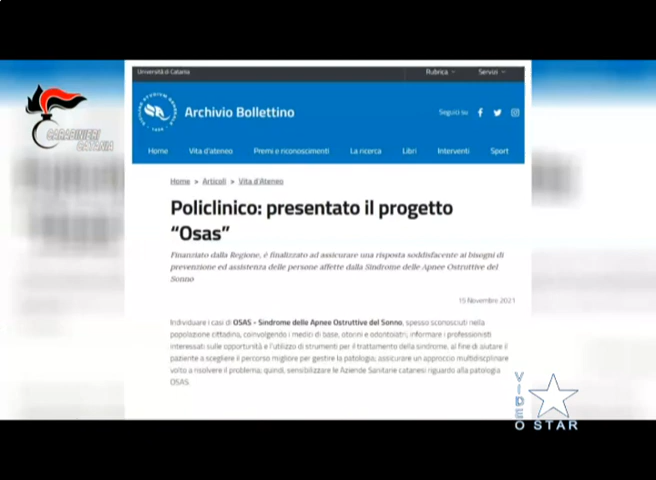 Università di Catania
Rubrica
Servizi
Archivio Bollettino
Seguici su
Home
Vita d'ateneo
Premi e riconoscimenti
La ricerca
Libri
Interventi
Sport
CARABINIERI
CATANIA
Home > Articoli > Vita d'Ateneo
Policlinico: presentato il progetto
“Osas”
Finanziato dalla Regione, è finalizzato ad assicurare una risposta soddisfacente ai bisogni di
prevenzione ed assistenza delle persone affette dalla Sindrome delle Apnee Ostruttive del
Sonno
15 Novembre 2021
Individuare i casi di OSAS - Sindrome delle Apnee Ostruttive del Sonno, spesso sconosciuti nella
popolazione cittadina, coinvolgendo i medici di base, otorini e odontoiatri, informare i professionisti
interessati sulle opportunità e l'utilizzo di strumenti per il trattamento della sindrome, al fine di aiutare il
paziente a scegliere il percorso migliore per gestire la patologia; assicurare un approccio multidisciplinare
volto a risolvere il problema; quindi, sensibilizzare le Aziende Sanitarie catanesi riguardo alla patologia
OSAS.
VIDEO STAR